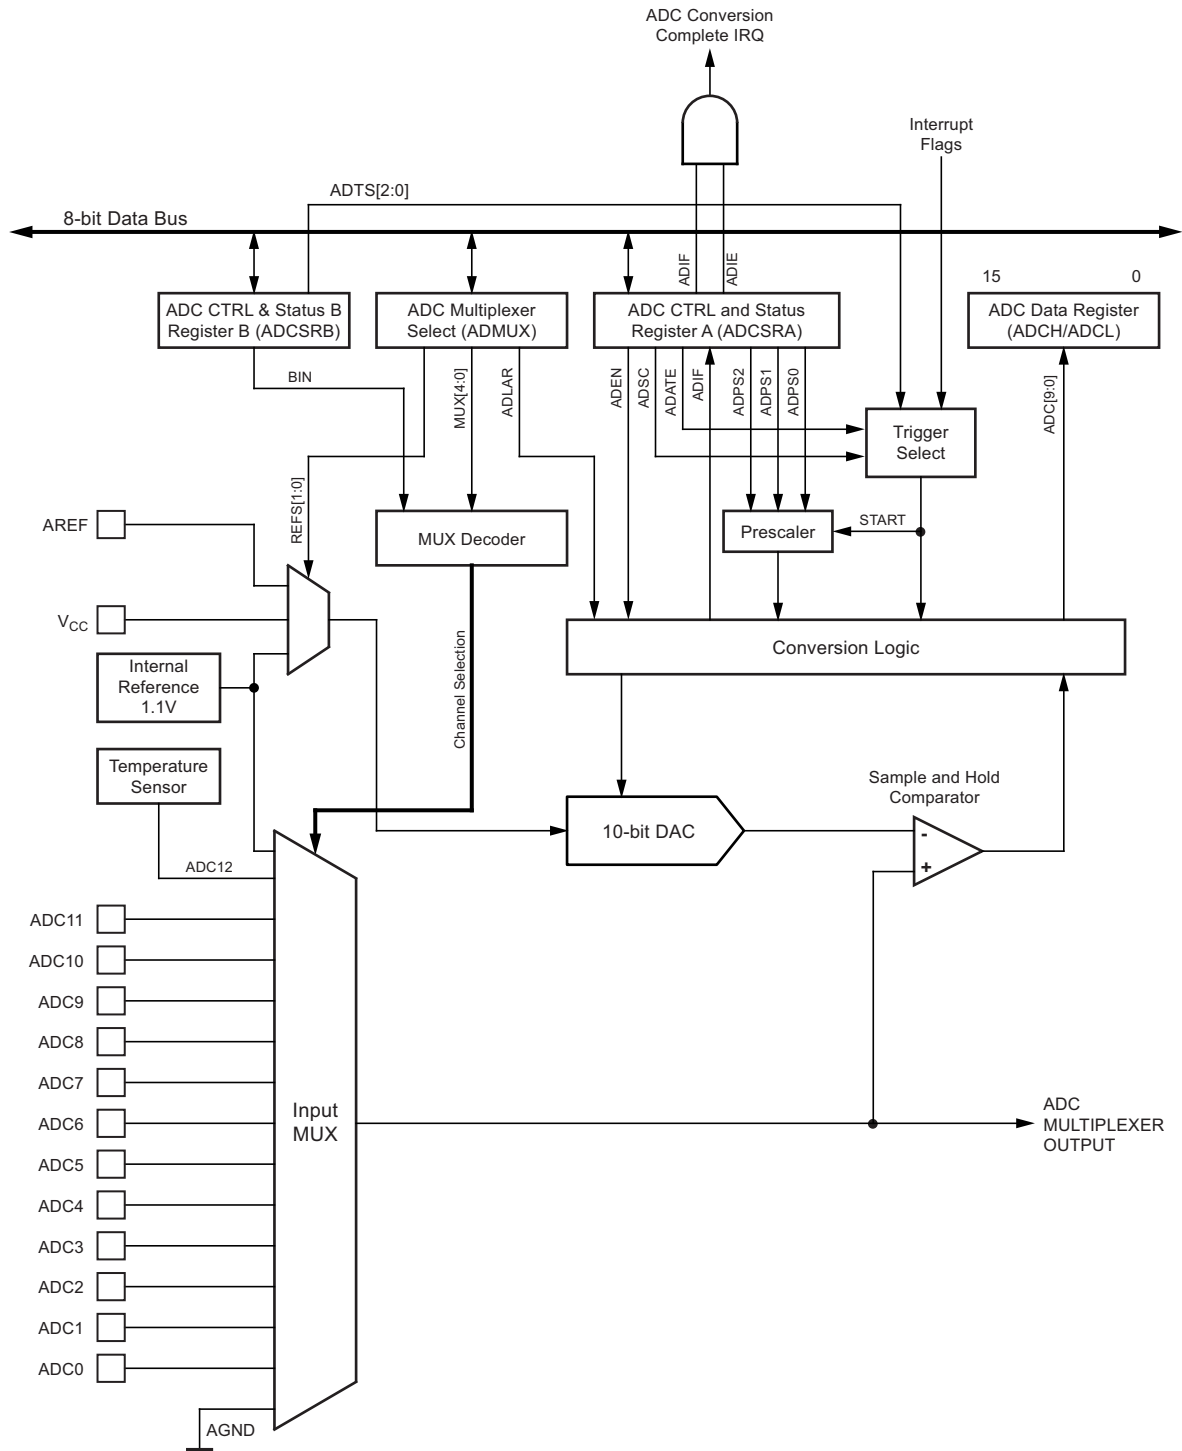 ADC Conversion
Complete IRQ
Interrupt
Flags
ADTS[2:0]
8-bit Data Bus
ADIF
ADIE
15
0
ADC CTRL & Status B
Register B (ADCSRB)
ADC Multiplexer
Select (ADMUX)
ADC CTRL and Status
Register A (ADCSRA)
ADC Data Register
(ADCH/ADCL)
BIN
MUX[4:0]
ADLAR
ADEN
ADSC
ADATE
ADIF
ADPS2
ADPS1
ADPS0
ADC[9:0]
Trigger
Select
REFS[1:0]
AREF
MUX Decoder
Prescaler
START
VCC
Conversion Logic
Internal
Reference
1.1V
Channel Selection
Temperature
Sensor
Sample and Hold
Comparator
10-bit DAC
-
+
ADC12
ADC11
ADC10
ADC9
ADC8
ADC7
ADC6
Input
MUX
ADC
MULTIPLEXER
OUTPUT
ADC5
ADC4
ADC3
ADC2
ADC1
ADC0
AGND